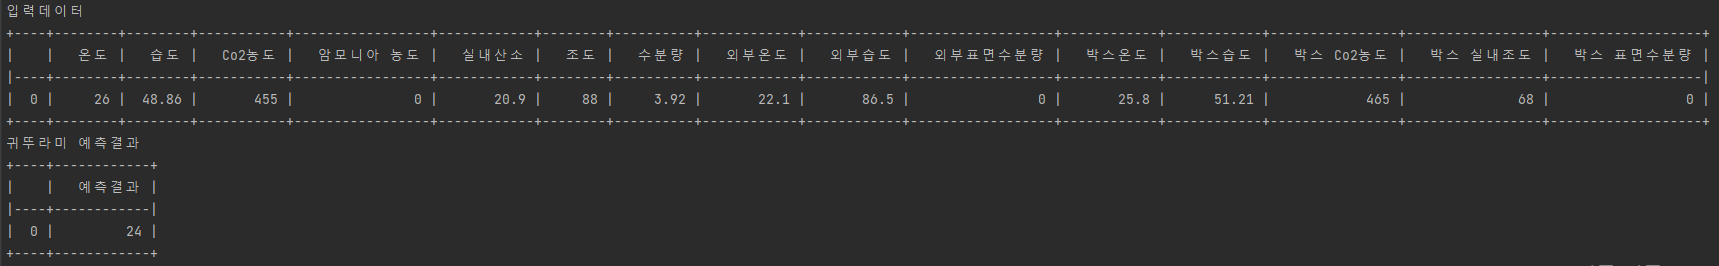 입력데이터
+----+--------+--------+-----------+-----------------+------------+--------+----------+------------+------------+------------------+------------+------------+----------------+-----------------+-------------------+
|    |   온도 |   습도 |   Co2농도 |   암모니아 농도 |   실내산소 |   조도 |   수분량 |   외부온도 |   외부습도 |   외부표면수분량 |   박스온도 |   박스습도 |   박스 Co2농도 |   박스 실내조도 |   박스 표면수분량 |
|----+--------+--------+-----------+-----------------+------------+--------+----------+------------+------------+------------------+------------+------------+----------------+-----------------+-------------------|
|  0 |     26 |  48.86 |       455 |               0 |       20.9 |     88 |     3.92 |       22.1 |       86.5 |                0 |       25.8 |      51.21 |            465 |              68 |                 0 |
+----+--------+--------+-----------+-----------------+------------+--------+----------+------------+------------+------------------+------------+------------+----------------+-----------------+-------------------+
귀뚜라미 예측결과
+----+------------+
|    |   예측결과 |
|----+------------|
|  0 |         24 |
+----+------------+